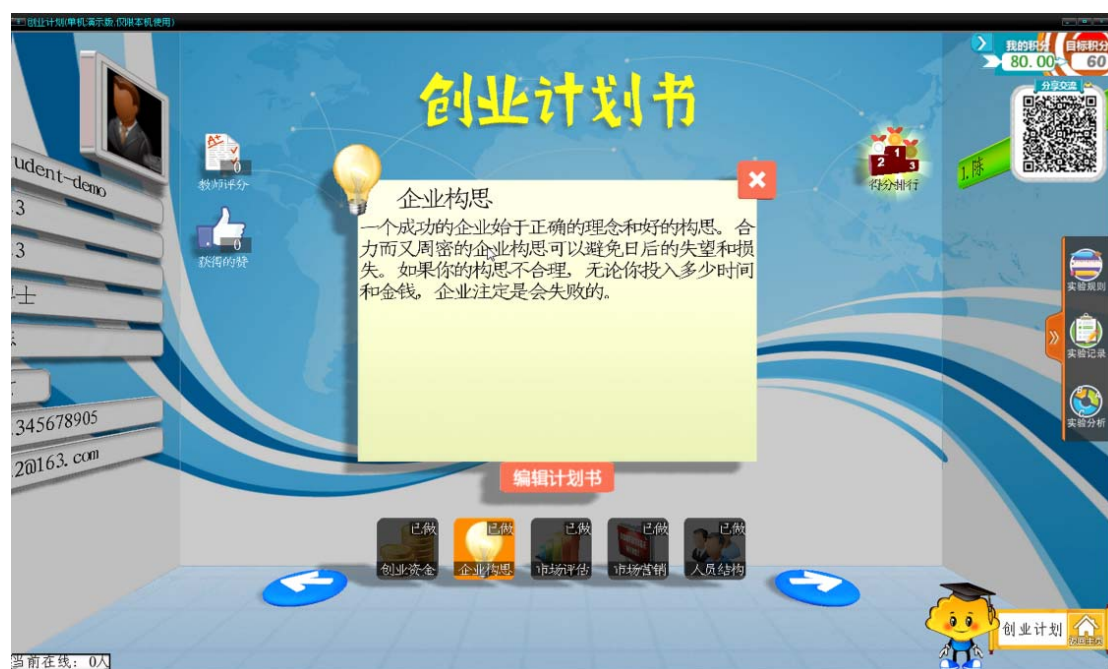 创业计划(单机演示版,仅限本机使用)
我的积分
目标积分
80.00
60
分享交流
创业计划书
A+
0
教师评分
0
获得的赞
1
2
3
得分排行
1.陈
udent-demo
3
3
士
345678905
2@163.com
企业构思
一个成功的企业始于正确的理念和好的构思。合
力而又周密的企业构思可以避免日后的失望和损
失。如果你的构思不合理，无论你投入多少时间
和金钱，企业注定是会失败的。
编辑计划书
实验规则
实验记录
实验分析
已做
创业资金
已做
企业构思
已做
市场评估
已做
市场营销
已做
人员结构
创业计划
当前在线: 0人